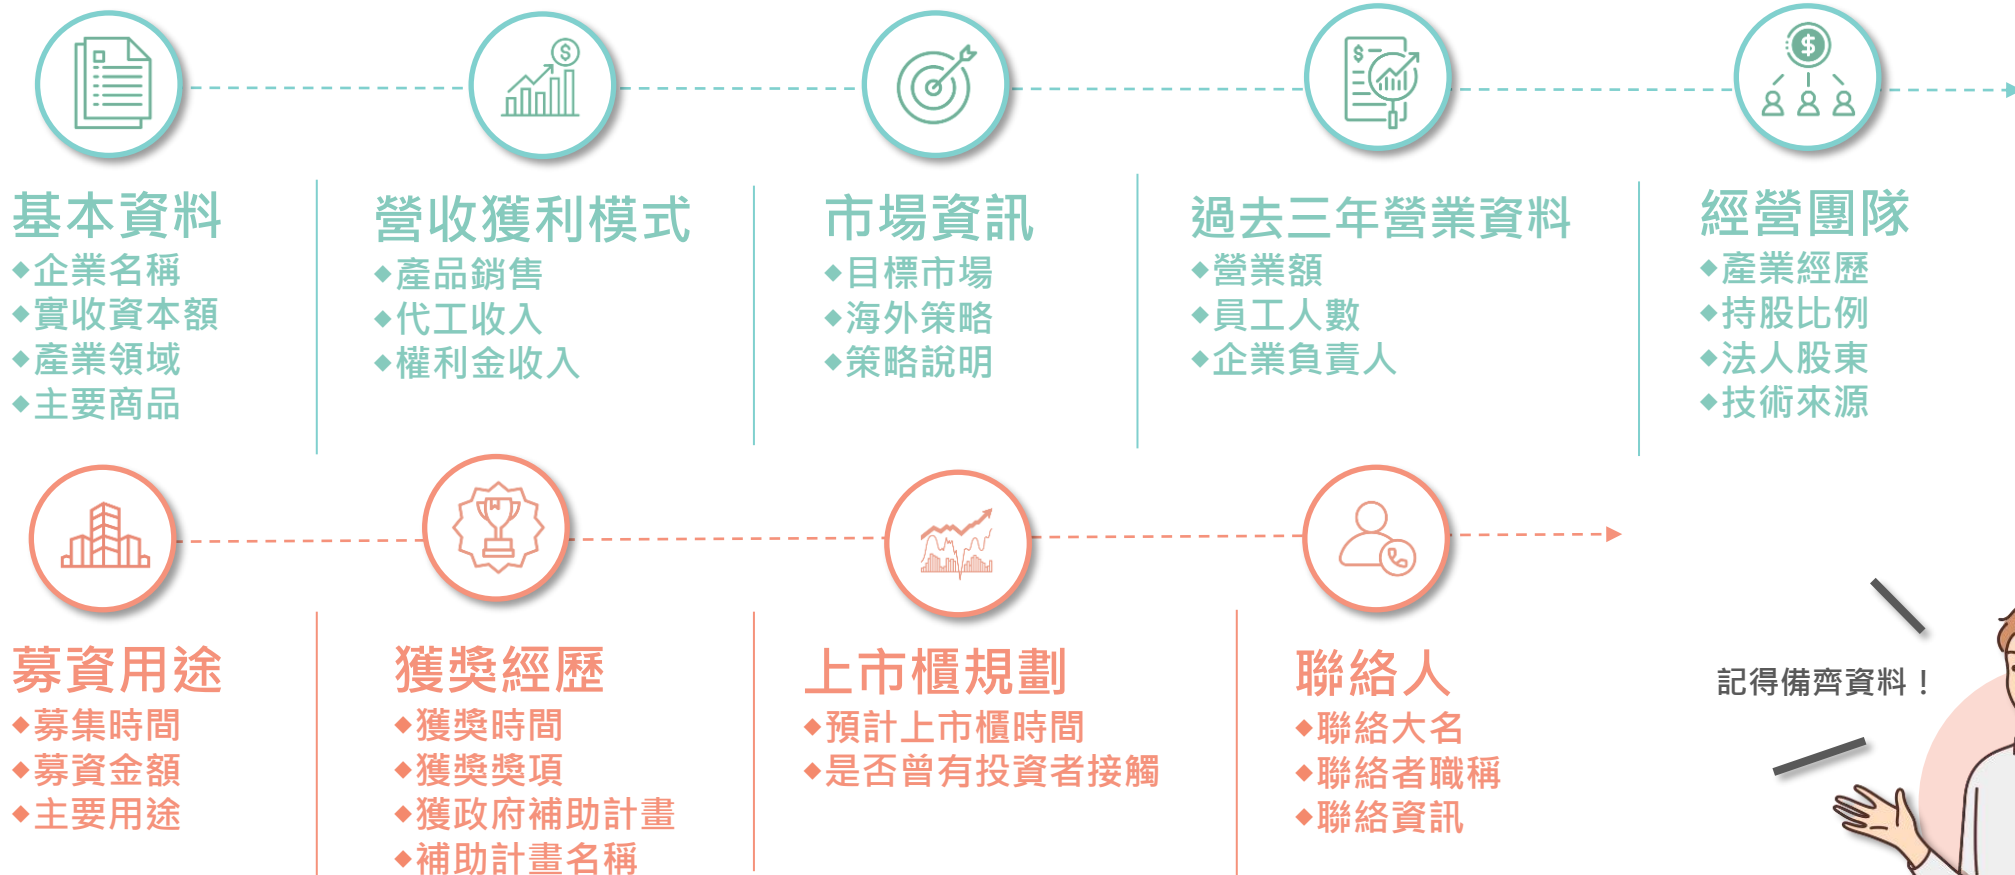 基本資料
◆企業名稱
◆實收資本額
◆產業領域
◆主要商品
營收獲利模式
◆產品銷售
◆代工收入
◆權利金收入
市場資訊
◆目標市場
◆海外策略
◆策略說明
過去三年營業資料
◆營業額
◆員工人數
◆企業負責人
經營團隊
◆產業經歷
◆持股比例
◆法人股東
◆技術來源
募資用途
◆募集時間
◆募資金額
◆主要用途
獲獎經歷
◆獲獎時間
◆獲獎獎項
◆獲政府補助計畫
◆補助計畫名稱
上市櫃規劃
◆預計上市櫃時間
◆是否曾有投資者接觸
聯絡人
◆聯絡大名
◆聯絡者職稱
◆聯絡資訊
記得備齊資料！